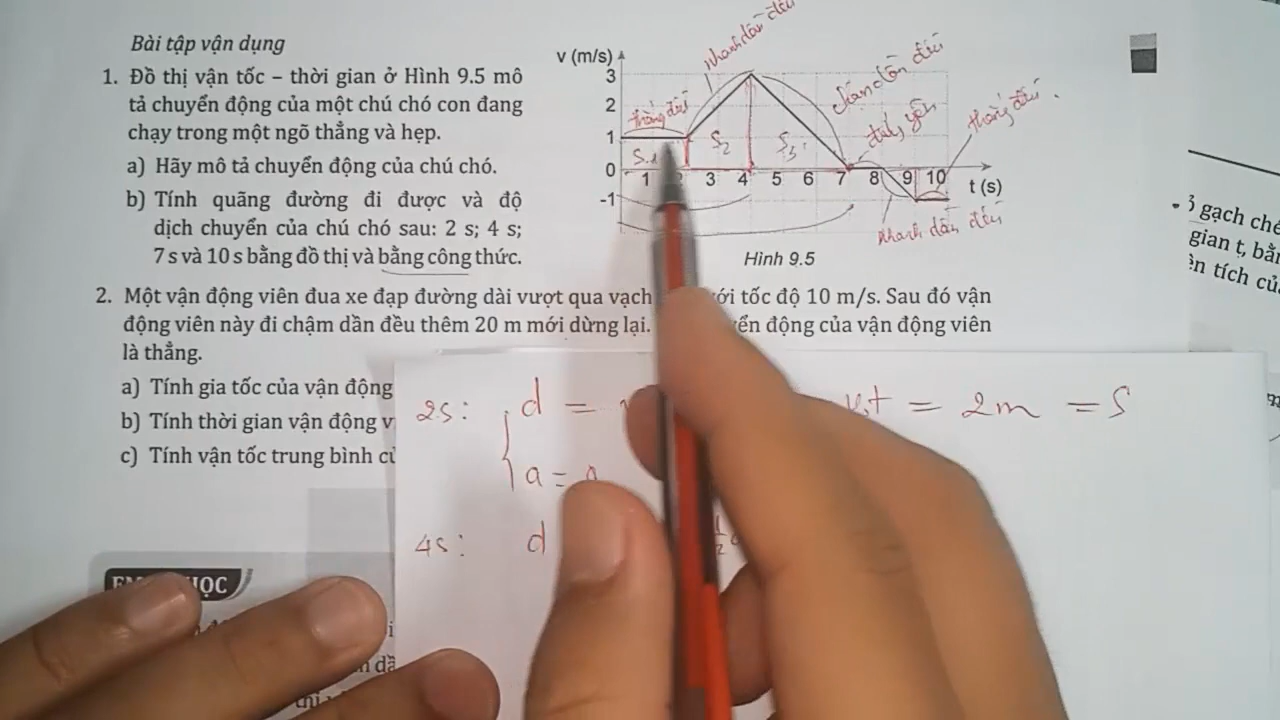 Bài tập vận dụng
1. Đồ thị vận tốc – thời gian ở Hình 9.5 mô
tả chuyển động của một chú chó con đang
chạy trong một ngõ thẳng và hẹp.
a) Hãy mô tả chuyển động của chú chó.
b) Tính quãng đường đi được và độ
dịch chuyển của chú chó sau: 2 s; 4 s;
7 s và 10 s bằng đồ thị và bằng công thức.
v (m/s)
3
2
1
0
-1
1 3 4 5 6 7 8 9 10
t (s)
thẳng đều
nhanh dần đều
chậm dần đều
đứng yên
thẳng đều.
nhanh dần đều
S1
S2
S3
Hình 9.5
2. Một vận động viên đua xe đạp đường dài vượt qua vạch với tốc độ 10 m/s. Sau đó vận
động viên này đi chậm dần đều thêm 20 m mới dừng lại. động của vận động viên
là thẳng.
a) Tính gia tốc của vận động
b) Tính thời gian vận động
c) Tính vận tốc trung bình
2s: d = = 2m = S
a =
4s: d
gạch
gian t, bằ
tích